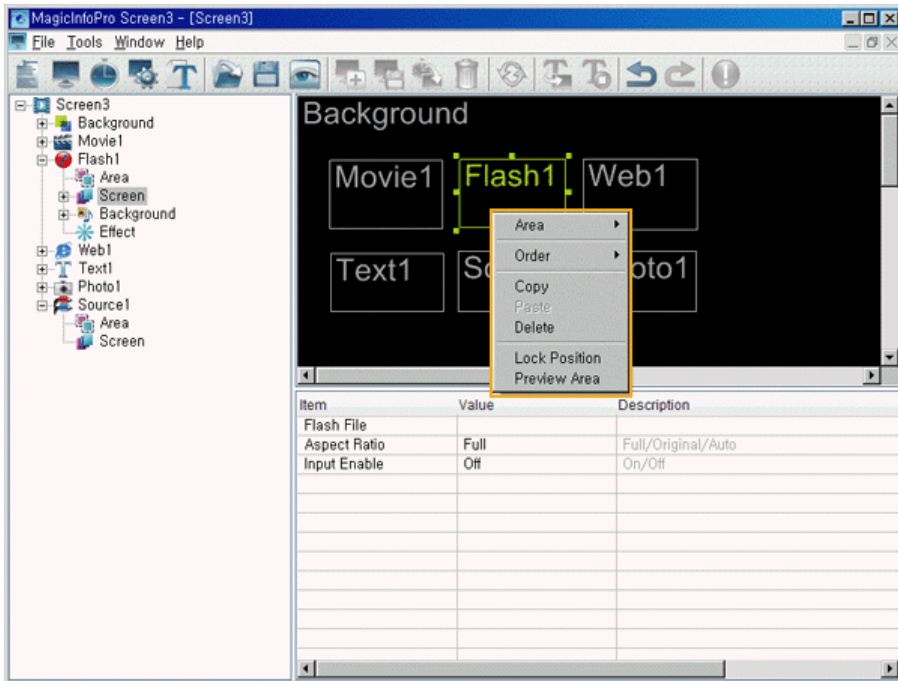 MagicInfoPro Screen3 - [Screen3]
File Tools Window Help
Screen3
Background
Movie1
Flash1
Area
Screen
Background
Effect
Web1
Text1
Photo1
Source1
Area
Screen
Background
Movie1 Flash1 Web1
Text1 So oto1
Area
Order
Copy
Paste
Delete
Lock Position
Preview Area
Item Value Description
Flash File
Aspect Ratio Full Full/Original/Auto
Input Enable Off On/Off